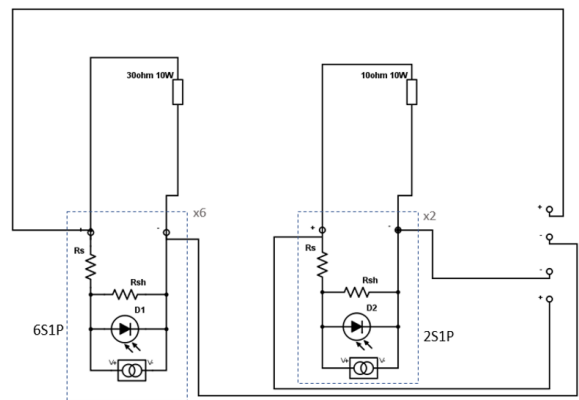 30ohm 10W
10ohm 10W
x6
x2
+
-
+
-
+
-
-
+
Rs
Rs
Rsh
Rsh
D1
D2
6S1P
2S1P
V+
V-
V+
V-